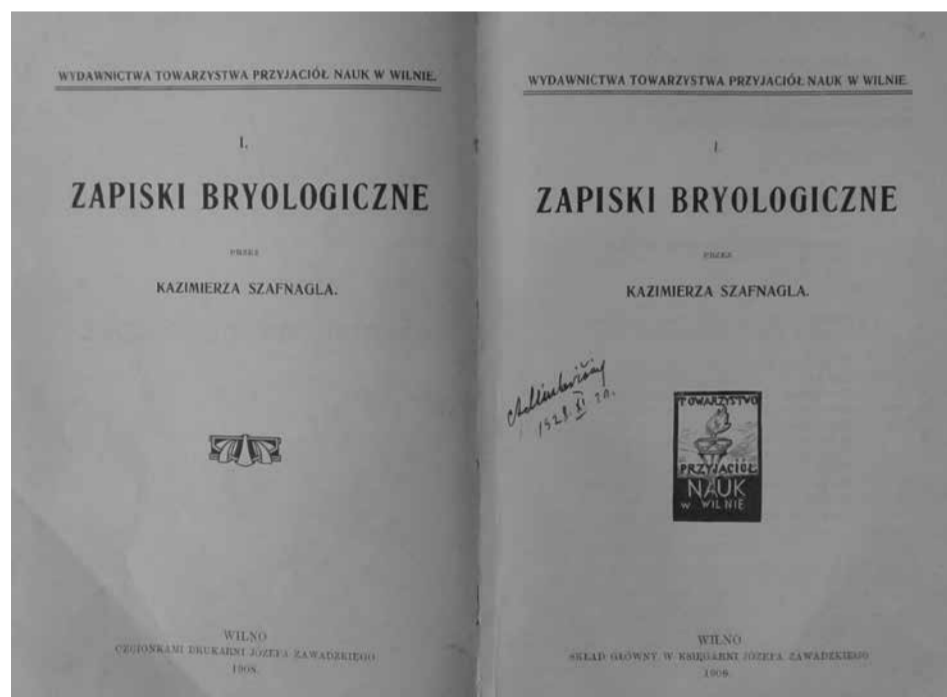 WYDAWNICTWA TOWARZYSTWA PRZYJACIÓŁ NAUK W WILNIE.
I.
ZAPISKI BRYOLOGICZNE
PRZEZ
KAZIMIERZA SZAFNAGLA.
WILNO
CZCIONKAMI DRUKARNI JÓZEFA ZAWADZKIEGO
1908.
WYDAWNICTWA TOWARZYSTWA PRZYJACIÓŁ NAUK W WILNIE.
I.
ZAPISKI BRYOLOGICZNE
PRZEZ
KAZIMIERZA SZAFNAGLA.
1928. XI. 20.
TOWARZYSTWO
PRZYJACIÓŁ
NAUK
W WILNIE
WILNO
SKŁAD GŁÓWNY W KSIĘGARNI JÓZEFA ZAWADZKIEGO
1908.